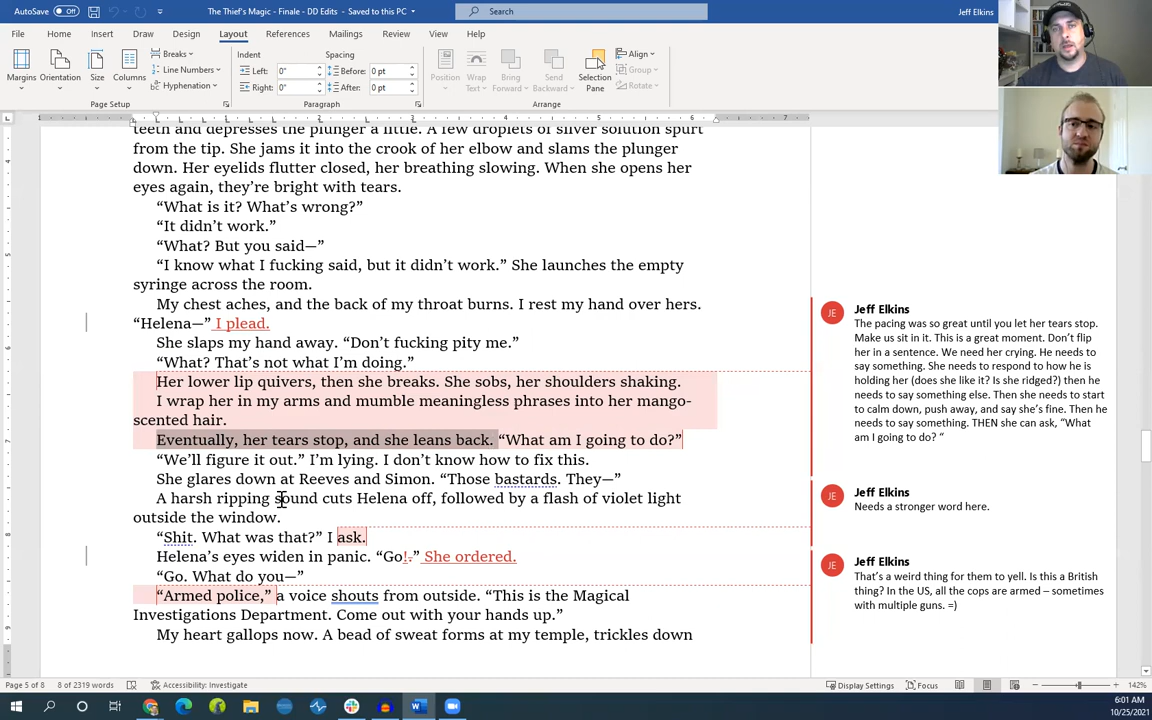 AutoSave Off
The Thief's Magic - Finale - DD Edits - Saved to this PC
Search
Jeff Elkins
File Home Insert Draw Design Layout References Mailings Review View Help
Margins Orientation Size Columns Breaks Line Numbers Hyphenation
Page Setup
Indent Spacing
Left: 0" Before: 0 pt
Right: 0" After: 0 pt
Paragraph
Position Wrap Text Bring Forward Send Backward Selection Pane Align Group Rotate
Arrange
teeth and depresses the plunger a little. A few droplets of silver solution spurt
from the tip. She jams it into the crook of her elbow and slams the plunger
down. Her eyelids flutter closed, her breathing slowing. When she opens her
eyes again, they're bright with tears.
“What is it? What's wrong?”
“It didn't work.”
“What? But you said—”
“I know what I fucking said, but it didn't work.” She launches the empty
syringe across the room.
My chest aches, and the back of my throat burns. I rest my hand over hers.
“Helena—” I plead.
She slaps my hand away. “Don't fucking pity me.”
“What? That's not what I'm doing.”
Her lower lip quivers, then she breaks. She sobs, her shoulders shaking.
I wrap her in my arms and mumble meaningless phrases into her mango-
scented hair.
Eventually, her tears stop, and she leans back. “What am I going to do?”
“We'll figure it out.” I'm lying. I don't know how to fix this.
She glares down at Reeves and Simon. “Those bastards. They—”
A harsh ripping sound cuts Helena off, followed by a flash of violet light
outside the window.
“Shit. What was that?” I ask.
Helena's eyes widen in panic. “Go!.” She ordered.
“Go. What do you—”
“Armed police,” a voice shouts from outside. “This is the Magical
Investigations Department. Come out with your hands up.”
My heart gallops now. A bead of sweat forms at my temple, trickles down
JE Jeff Elkins
The pacing was so great until you let her tears stop.
Make us sit in it. This is a great moment. Don't flip
her in a sentence. We need her crying. He needs to
say something. She needs to respond to how he is
holding her (does she like it? Is she ridged?) then he
needs to say something else. Then she needs to start
to calm down, push away, and say she's fine. Then he
needs to say something. THEN she can ask, “What
am I going to do? “
JE Jeff Elkins
Needs a stronger word here.
JE Jeff Elkins
That's a weird thing for them to yell. Is this a British
thing? In the US, all the cops are armed – sometimes
with multiple guns. =)
Page 5 of 8 8 of 2319 words Accessibility: Investigate
Display Settings Focus 142%
6:01 AM
10/25/2021